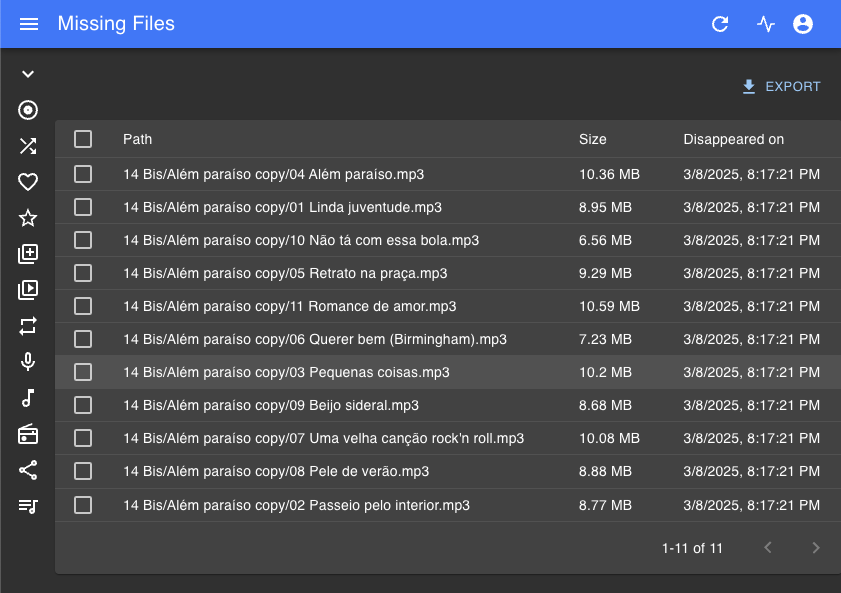 Missing Files
EXPORT
Path Size Disappeared on
14 Bis/Além paraíso copy/04 Além paraíso.mp3 10.36 MB 3/8/2025, 8:17:21 PM
14 Bis/Além paraíso copy/01 Linda juventude.mp3 8.95 MB 3/8/2025, 8:17:21 PM
14 Bis/Além paraíso copy/10 Não tá com essa bola.mp3 6.56 MB 3/8/2025, 8:17:21 PM
14 Bis/Além paraíso copy/05 Retrato na praça.mp3 9.29 MB 3/8/2025, 8:17:21 PM
14 Bis/Além paraíso copy/11 Romance de amor.mp3 10.59 MB 3/8/2025, 8:17:21 PM
14 Bis/Além paraíso copy/06 Querer bem (Birmingham).mp3 7.23 MB 3/8/2025, 8:17:21 PM
14 Bis/Além paraíso copy/03 Pequenas coisas.mp3 10.2 MB 3/8/2025, 8:17:21 PM
14 Bis/Além paraíso copy/09 Beijo sideral.mp3 8.68 MB 3/8/2025, 8:17:21 PM
14 Bis/Além paraíso copy/07 Uma velha canção rock'n roll.mp3 10.08 MB 3/8/2025, 8:17:21 PM
14 Bis/Além paraíso copy/08 Pele de verão.mp3 8.88 MB 3/8/2025, 8:17:21 PM
14 Bis/Além paraíso copy/02 Passeio pelo interior.mp3 8.77 MB 3/8/2025, 8:17:21 PM
1-11 of 11